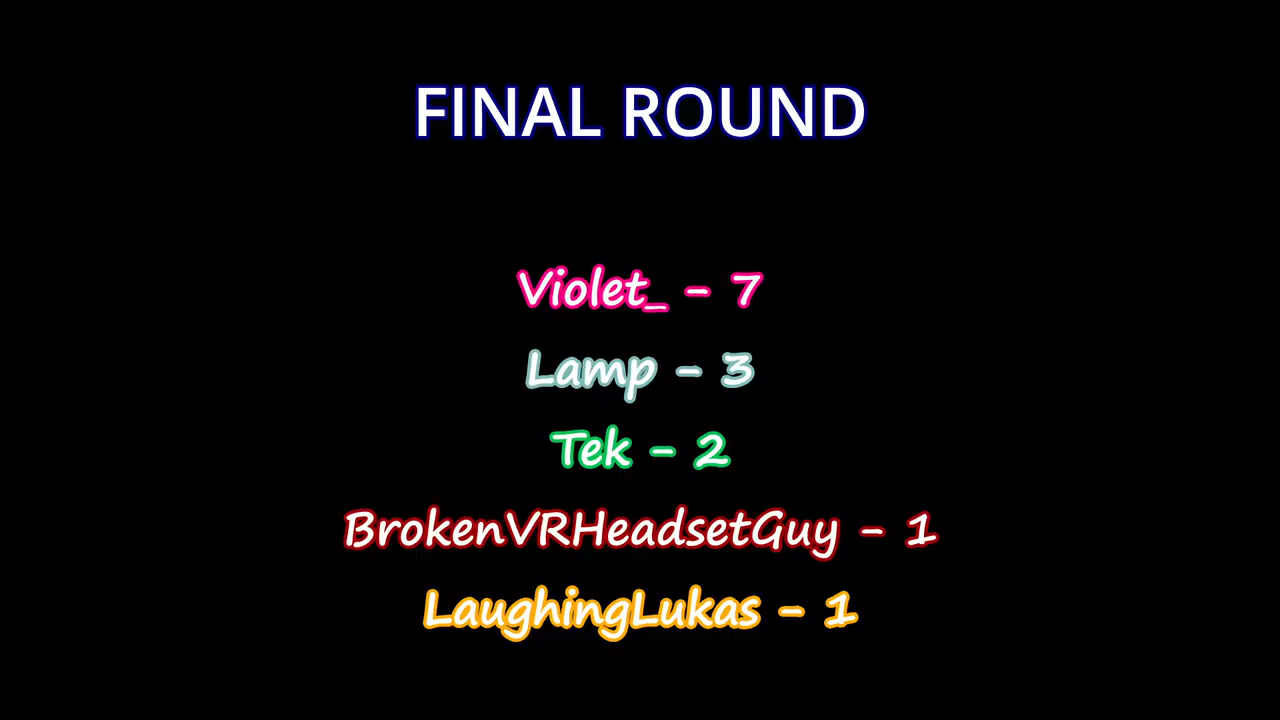 FINAL ROUND
Violet_ - 7
Lamp - 3
Tek - 2
BrokenVRHeadsetGuy - 1
LaughingLukas - 1